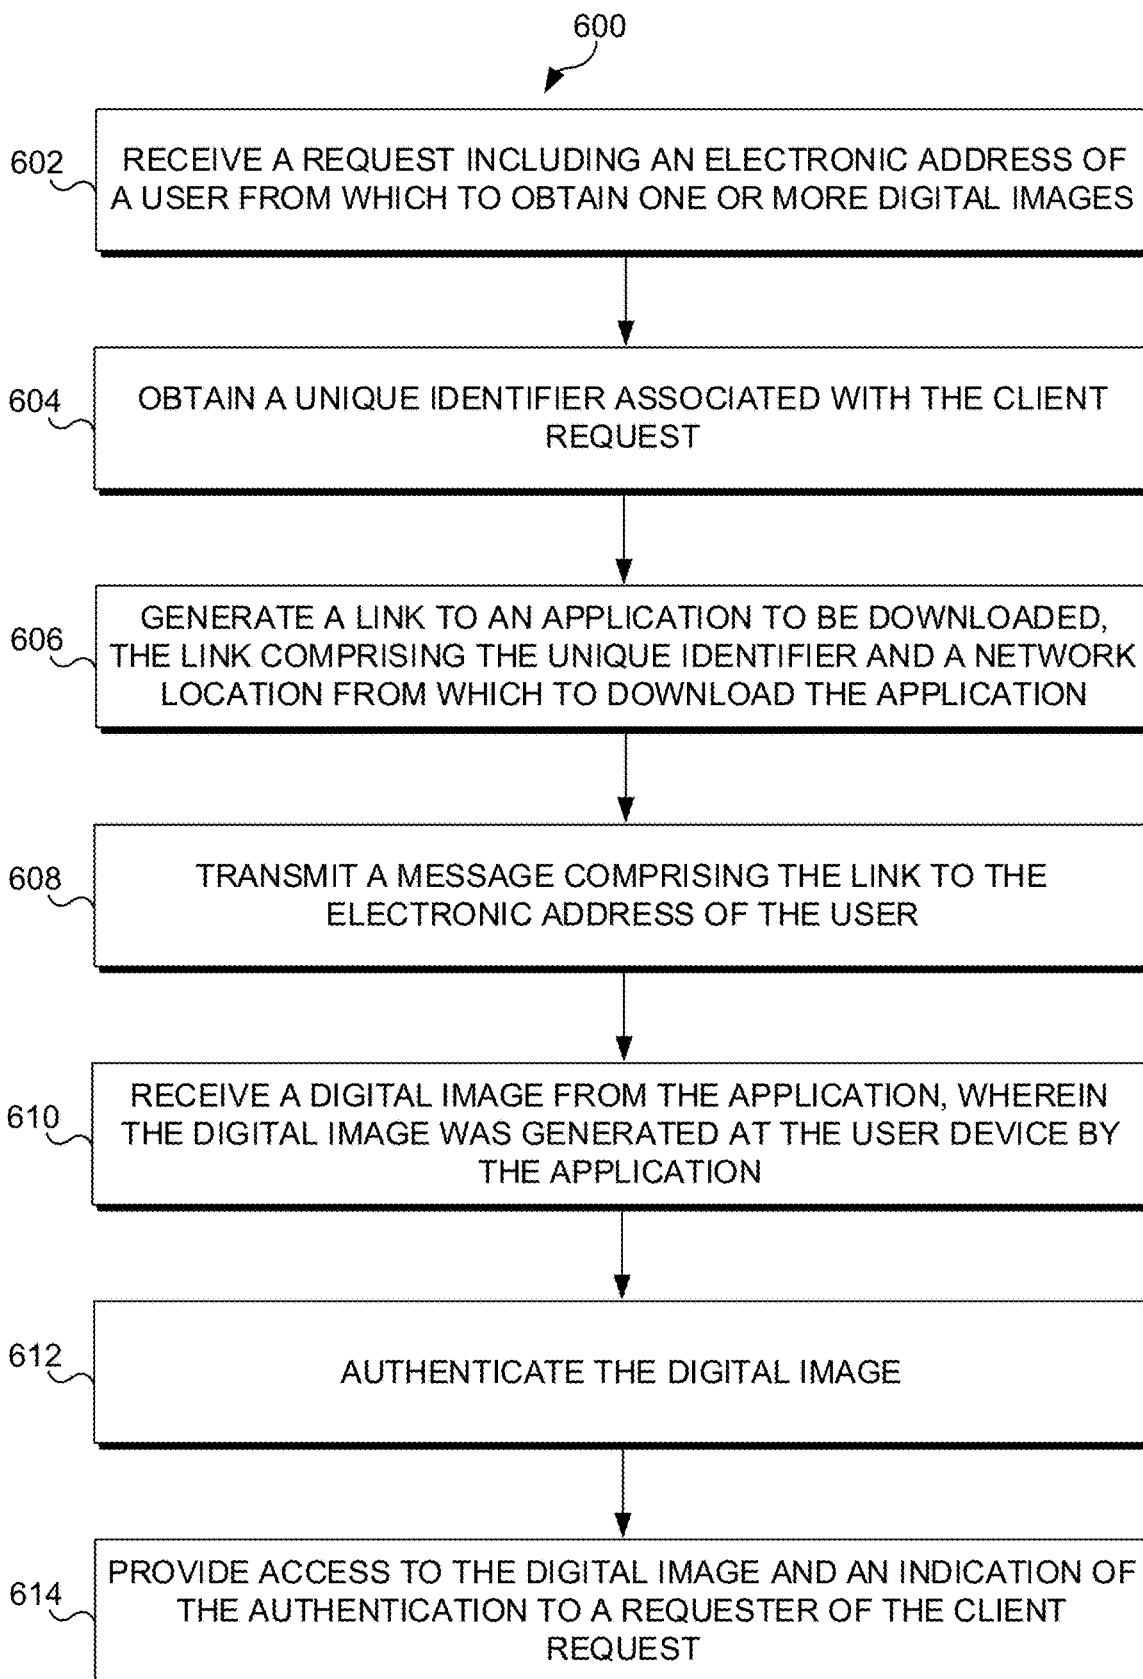 600
602
RECEIVE A REQUEST INCLUDING AN ELECTRONIC ADDRESS OF
A USER FROM WHICH TO OBTAIN ONE OR MORE DIGITAL IMAGES
604
OBTAIN A UNIQUE IDENTIFIER ASSOCIATED WITH THE CLIENT
REQUEST
606
GENERATE A LINK TO AN APPLICATION TO BE DOWNLOADED,
THE LINK COMPRISING THE UNIQUE IDENTIFIER AND A NETWORK
LOCATION FROM WHICH TO DOWNLOAD THE APPLICATION
608
TRANSMIT A MESSAGE COMPRISING THE LINK TO THE
ELECTRONIC ADDRESS OF THE USER
610
RECEIVE A DIGITAL IMAGE FROM THE APPLICATION, WHEREIN
THE DIGITAL IMAGE WAS GENERATED AT THE USER DEVICE BY
THE APPLICATION
612
AUTHENTICATE THE DIGITAL IMAGE
614
PROVIDE ACCESS TO THE DIGITAL IMAGE AND AN INDICATION OF
THE AUTHENTICATION TO A REQUESTER OF THE CLIENT
REQUEST